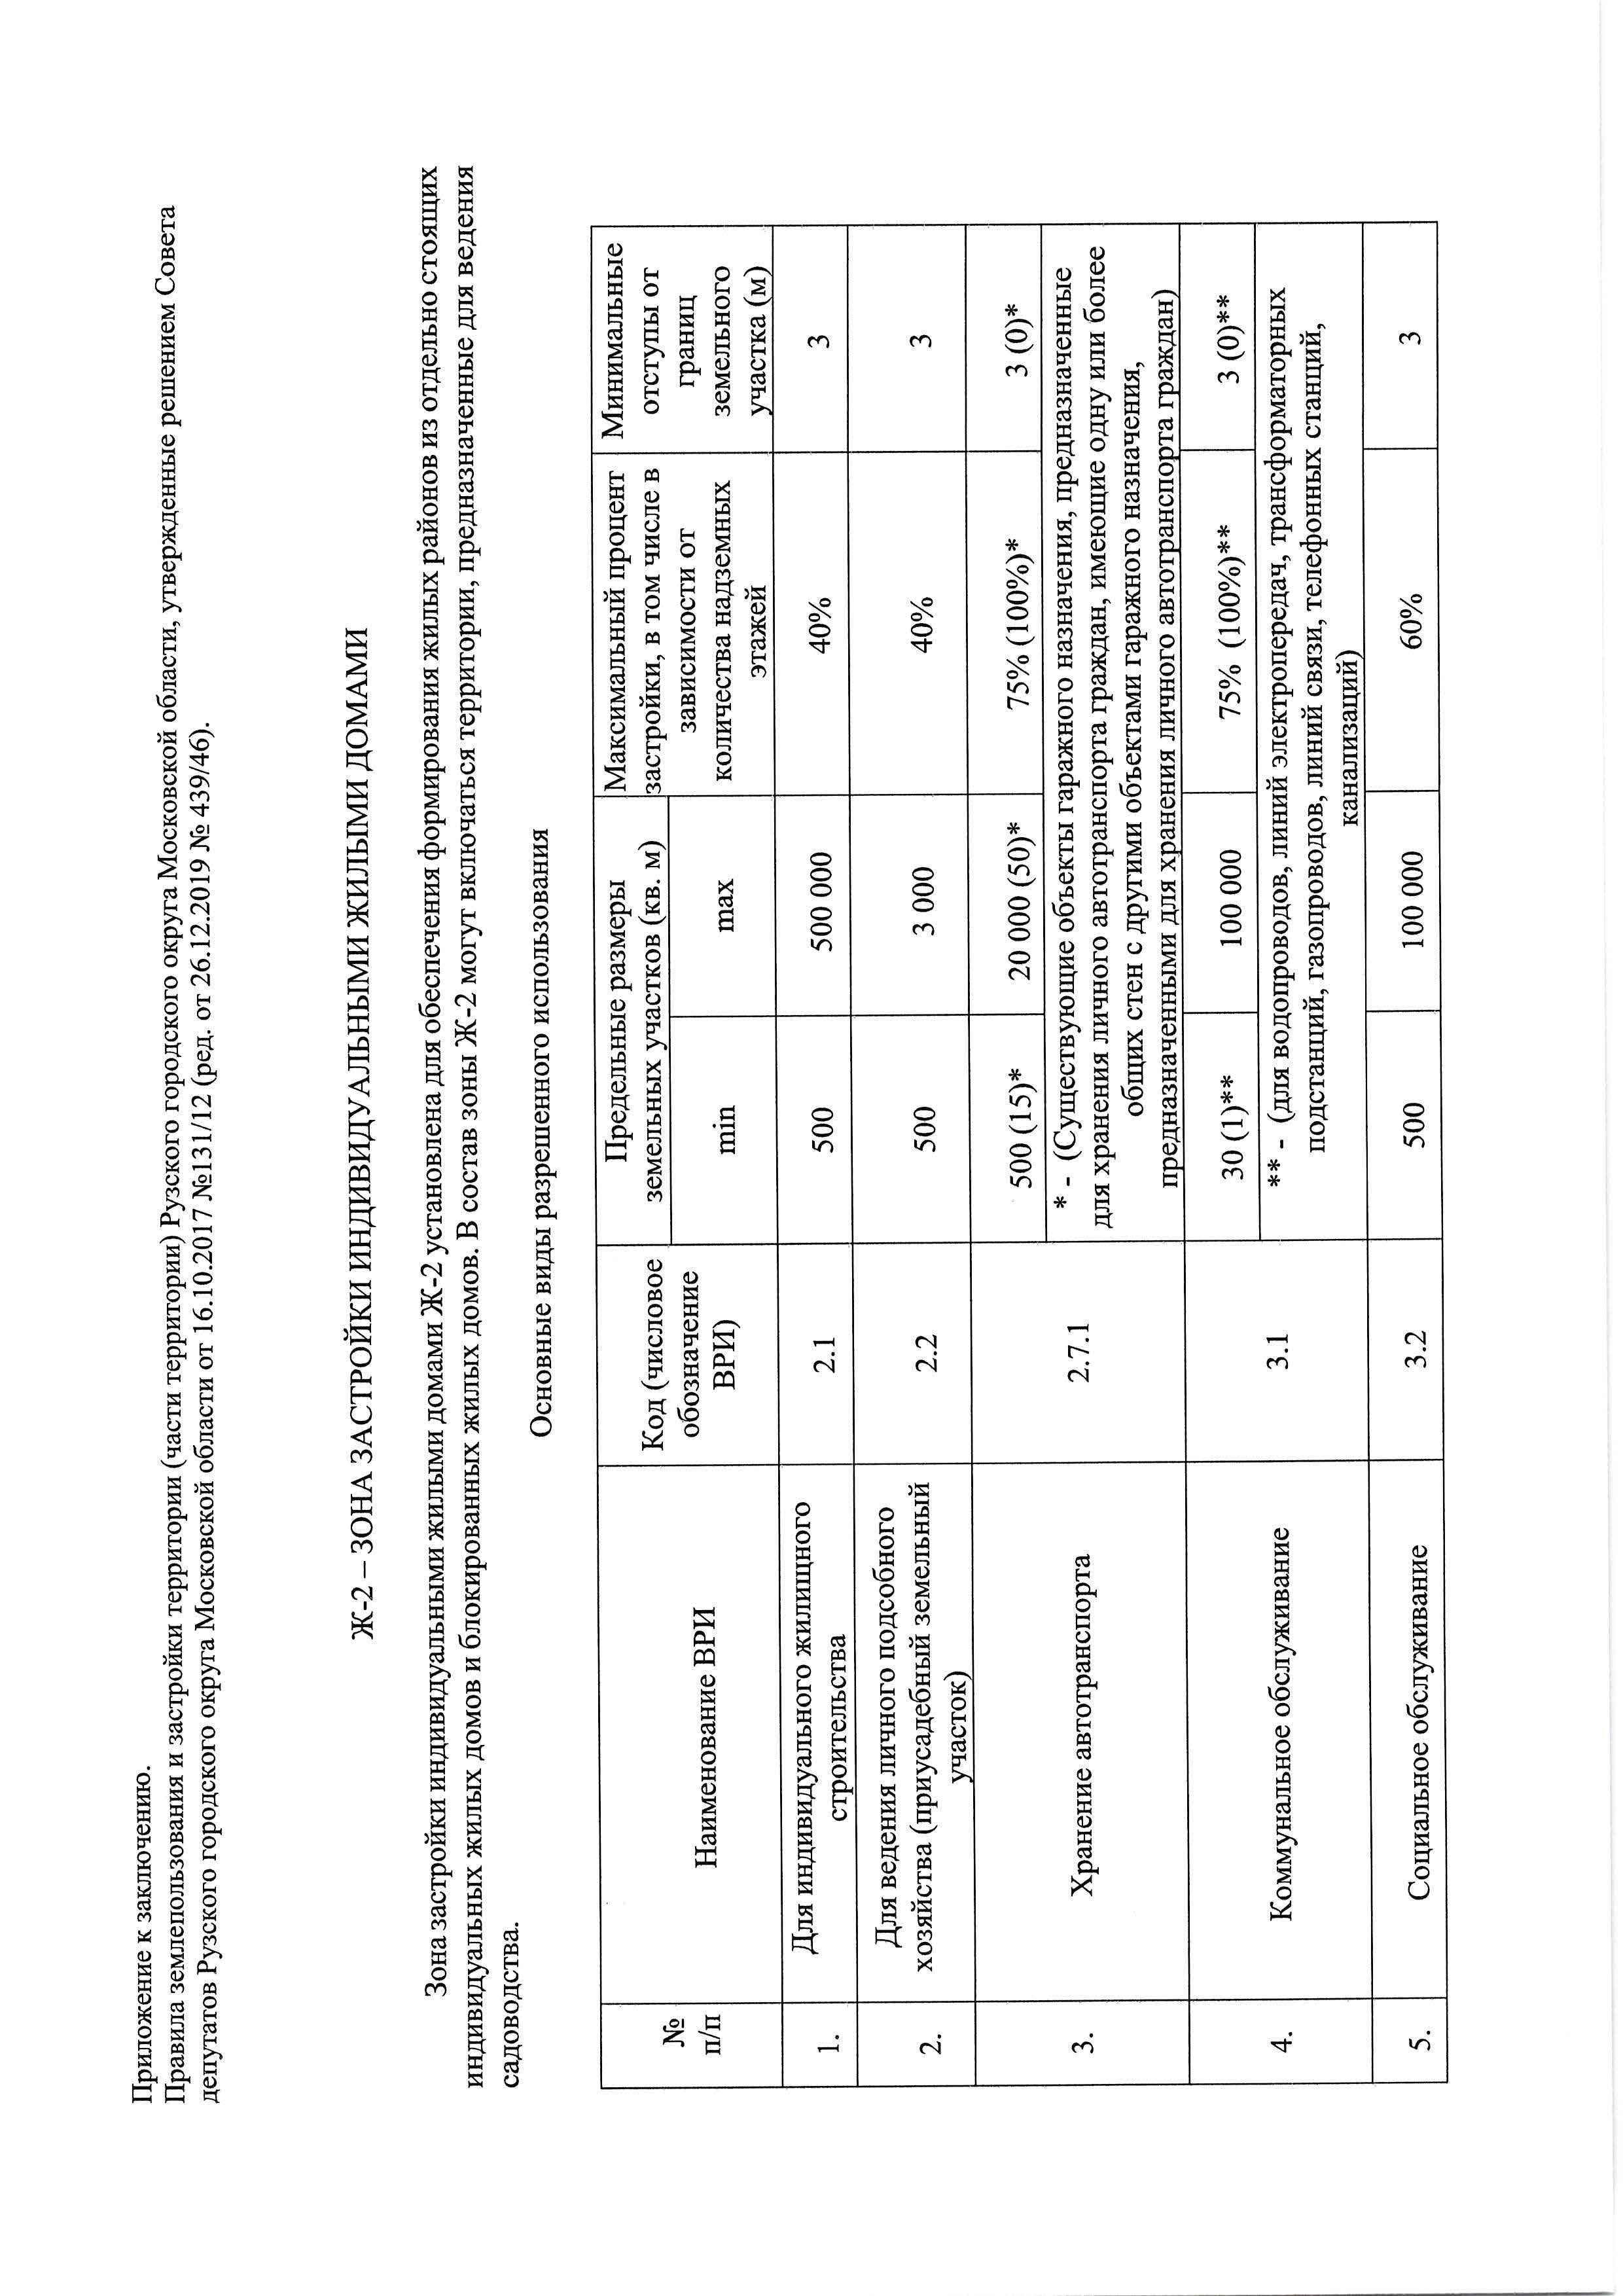 Приложение к заключению.
Правила землепользования и застройки территории (части территории) Рузского городского округа Московской области, утвержденные решением Совета
депутатов Рузского городского округа Московской области от 16.10.2017 №131/12 (ред. от 26.12.2019 № 439/46).
Ж-2 – ЗОНА ЗАСТРОЙКИ ИНДИВИДУАЛЬНЫМИ ЖИЛЫМИ ДОМАМИ
Зона застройки индивидуальными жилыми домами Ж-2 установлена для обеспечения формирования жилых районов из отдельно стоящих
индивидуальных жилых домов и блокированных жилых домов. В состав зоны Ж-2 могут включаться территории, предназначенные для ведения
садоводства.
Основные виды разрешенного использования
№
п/п
Наименование ВРИ
Код (числовое
обозначение
ВРИ)
Предельные размеры
земельных участков (кв. м)
min
max
Максимальный процент
застройки, в том числе в
зависимости от
количества надземных
этажей
Минимальные
отступы от
границ
земельного
участка (м)
1.
Для индивидуального жилищного
строительства
2.1
500
500 000
40%
3
2.
Для ведения личного подсобного
хозяйства (приусадебный земельный
участок)
2.2
500
3 000
40%
3
3.
Хранение автотранспорта
2.7.1
500 (15)*
20 000 (50)*
75% (100%)*
3 (0)*
* - (Существующие объекты гаражного назначения, предназначенные
для хранения личного автотранспорта граждан, имеющие одну или более
общих стен с другими объектами гаражного назначения,
предназначенными для хранения личного автотранспорта граждан)
4.
Коммунальное обслуживание
3.1
30 (1)**
100 000
75% (100%)**
3 (0)**
** - (для водопроводов, линий электропередач, трансформаторных
подстанций, газопроводов, линий связи, телефонных станций,
канализаций)
5.
Социальное обслуживание
3.2
500
100 000
60%
3